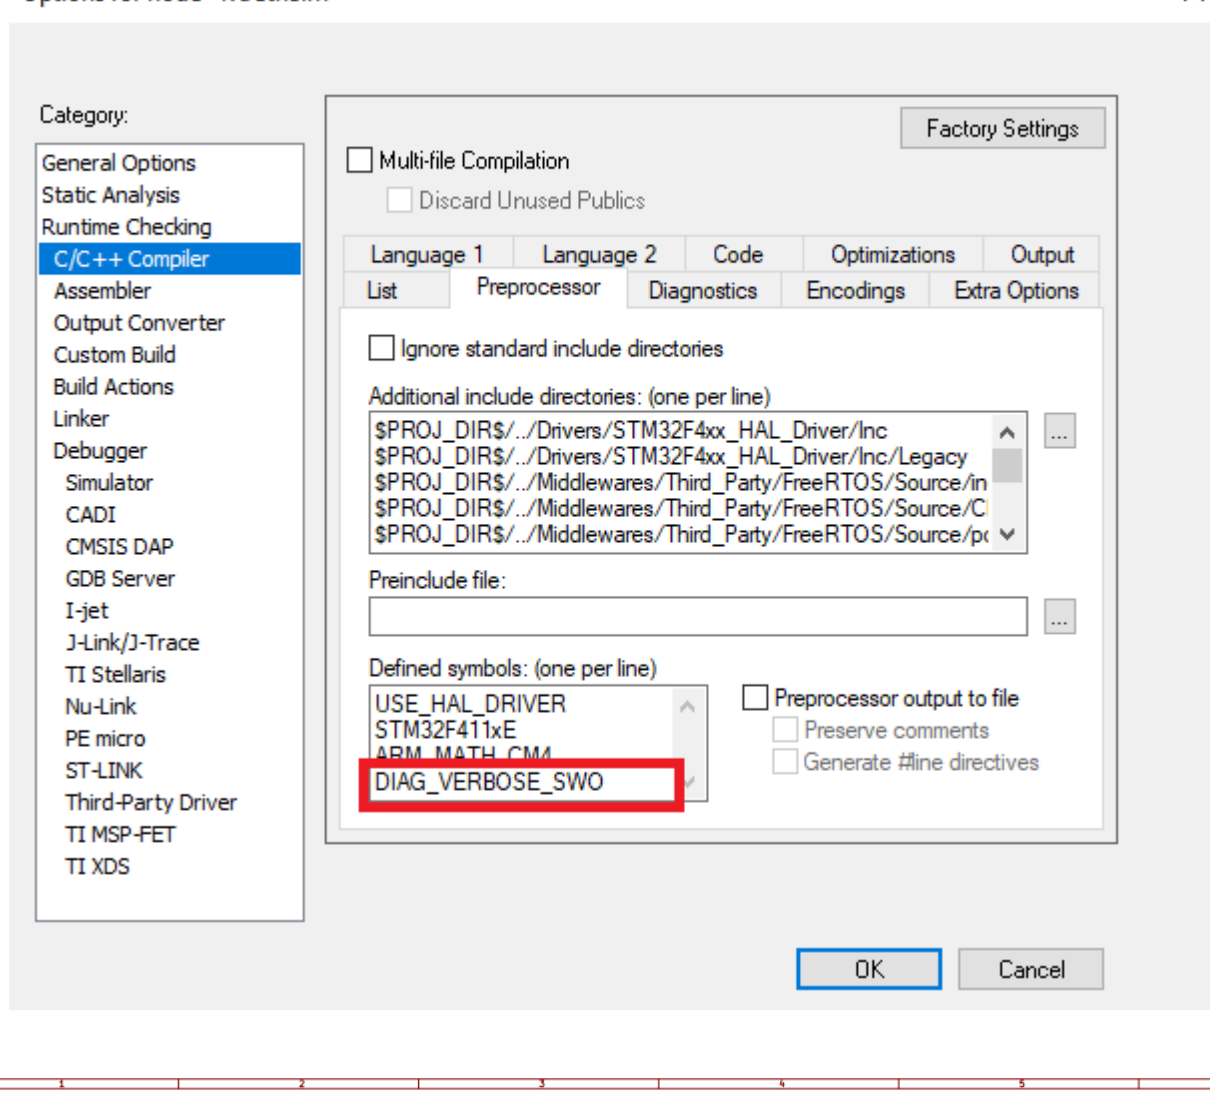 Category:
General Options
Static Analysis
Runtime Checking
C/C++ Compiler
Assembler
Output Converter
Custom Build
Build Actions
Linker
Debugger
Simulator
CADI
CMSIS DAP
GDB Server
I-jet
J-Link/J-Trace
TI Stellaris
Nu-Link
PE micro
ST-LINK
Third-Party Driver
TI MSP-FET
TI XDS
Factory Settings
Multi-file Compilation
Discard Unused Publics
Language 1 Language 2 Code Optimizations Output
List Preprocessor Diagnostics Encodings Extra Options
Ignore standard include directories
Additional include directories: (one per line)
$PROJ_DIR$/../Drivers/STM32F4xx_HAL_Driver/Inc
$PROJ_DIR$/../Drivers/STM32F4xx_HAL_Driver/Inc/Legacy
$PROJ_DIR$/../Middlewares/Third_Party/FreeRTOS/Source/in
$PROJ_DIR$/../Middlewares/Third_Party/FreeRTOS/Source/C
$PROJ_DIR$/../Middlewares/Third_Party/FreeRTOS/Source/po
...
Preinclude file:
...
Defined symbols: (one per line)
USE_HAL_DRIVER
STM32F411xE
ARM_MATH_CM4
DIAG_VERBOSE_SWO
Preprocessor output to file
Preserve comments
Generate #line directives
OK Cancel
1 2 3 4 5